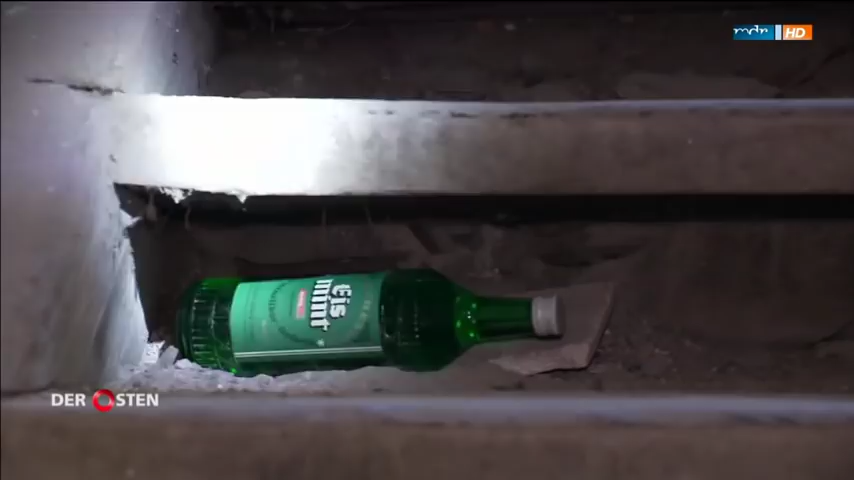 mdr HD
Eis
mint
DER OSTEN